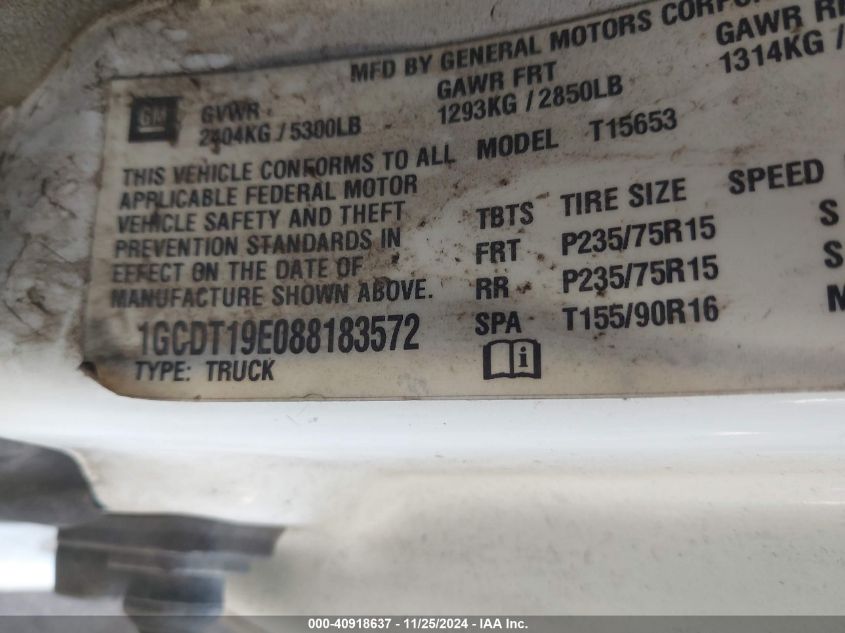 MFD BY GENERAL MOTORS
GM
GVWR
2404KG / 5300LB
GAWR FRT
1293KG / 2850LB
GAWR
1314KG /
THIS VEHICLE CONFORMS TO ALL
APPLICABLE FEDERAL MOTOR
VEHICLE SAFETY AND THEFT
PREVENTION STANDARDS IN
EFFECT ON THE DATE OF
MANUFACTURE SHOWN ABOVE.
1GCDT19E088183572
TYPE: TRUCK
MODEL T15653
TBTS TIRE SIZE SPEED
FRT P235/75R15 S
RR P235/75R15 S
SPA T155/90R16 M
i
000-40918637 - 11/25/2024 - IAA Inc.